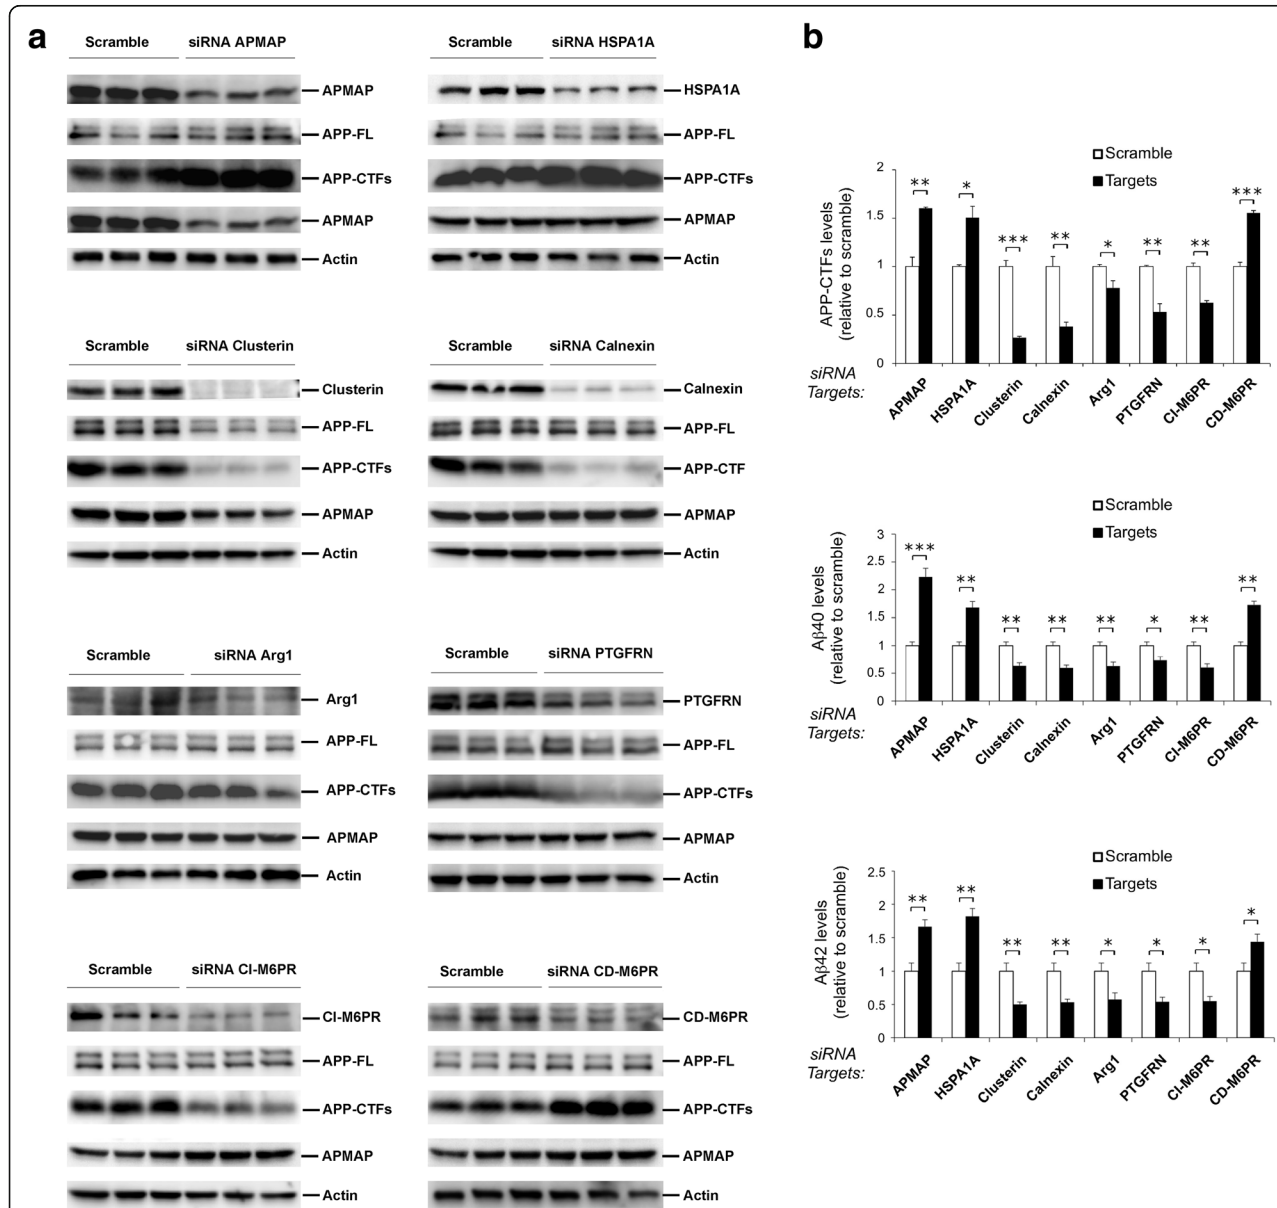 a
Scramble siRNA APMAP
APMAP
APP-FL
APP-CTFs
APMAP
Actin
Scramble siRNA HSPA1A
HSPA1A
APP-FL
APP-CTFs
APMAP
Actin
Scramble siRNA Clusterin
Clusterin
APP-FL
APP-CTFs
APMAP
Actin
Scramble siRNA Calnexin
Calnexin
APP-FL
APP-CTF
APMAP
Actin
Scramble siRNA Arg1
Arg1
APP-FL
APP-CTFs
APMAP
Actin
Scramble siRNA PTGFRN
PTGFRN
APP-FL
APP-CTFs
APMAP
Actin
Scramble siRNA CI-M6PR
CI-M6PR
APP-FL
APP-CTFs
APMAP
Actin
Scramble siRNA CD-M6PR
CD-M6PR
APP-FL
APP-CTFs
APMAP
Actin
b
Scramble
Targets
APP-CTFs levels
(relative to scramble)
2
1.5
1
0.5
0
** * *** ** * ** ** ***
siRNA
Targets:
APMAP
HSPA1A
Clusterin
Calnexin
Arg1
PTGFRN
CI-M6PR
CD-M6PR
Scramble
Targets
Aβ40 levels
(relative to scramble)
3
2.5
2
1.5
1
0.5
0
*** ** ** ** ** * ** **
siRNA
Targets:
APMAP
HSPA1A
Clusterin
Calnexin
Arg1
PTGFRN
CI-M6PR
CD-M6PR
Scramble
Targets
Aβ42 levels
(relative to scramble)
2.5
2
1.5
1
0.5
0
** ** ** ** * * * *
siRNA
Targets:
APMAP
HSPA1A
Clusterin
Calnexin
Arg1
PTGFRN
CI-M6PR
CD-M6PR